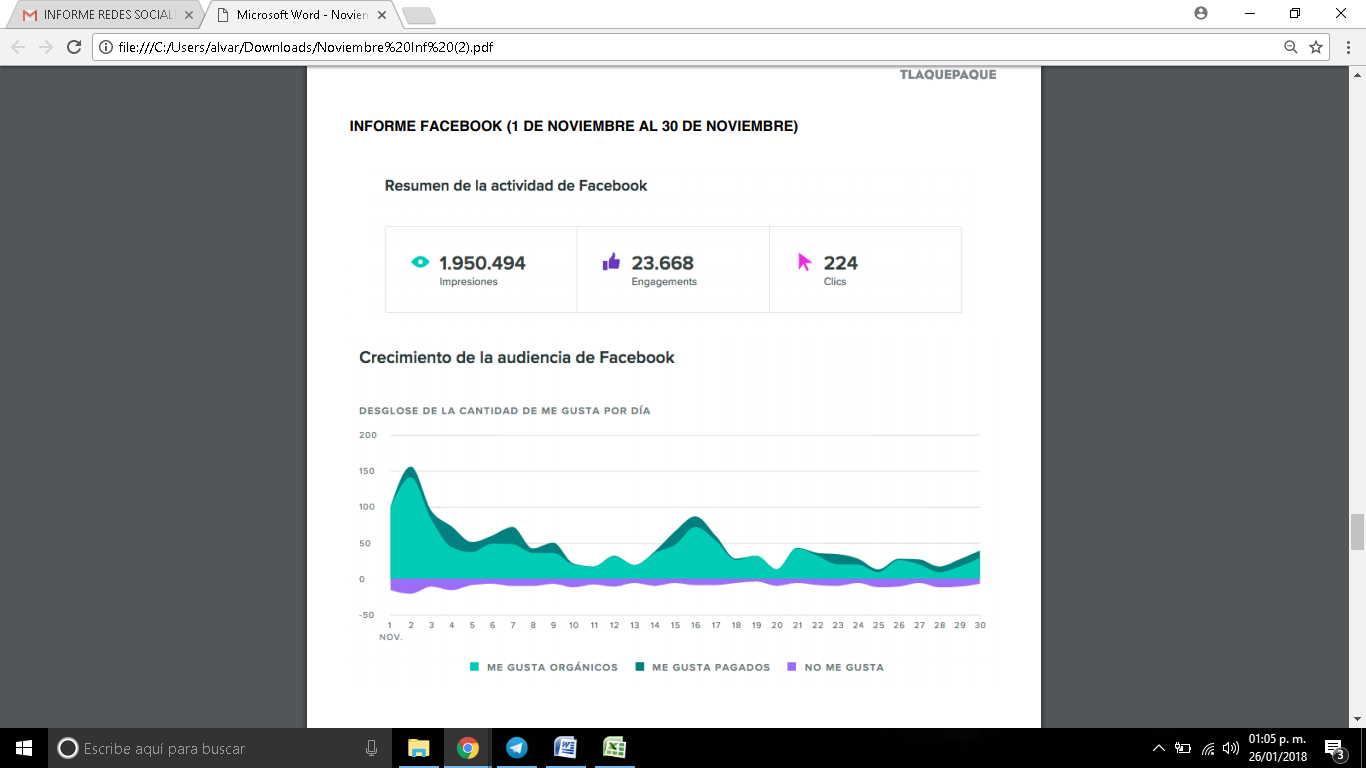 INFORME REDES SOCIAL
Microsoft Word - Noviem
file:///C:/Users/alvar/Downloads/Noviembre%20Inf%20(2).pdf
TLAQUEPAQUE
INFORME FACEBOOK (1 DE NOVIEMBRE AL 30 DE NOVIEMBRE)
Resumen de la actividad de Facebook
1.950.494
Impresiones
23.668
Engagements
224
Clics
Crecimiento de la audiencia de Facebook
DESGLOSE DE LA CANTIDAD DE ME GUSTA POR DÍA
200
150
100
50
0
-50
1 2 3 4 5 6 7 8 9 10 11 12 13 14 15 16 17 18 19 20 21 22 23 24 25 26 27 28 29 30
NOV.
ME GUSTA ORGÁNICOS ME GUSTA PAGADOS NO ME GUSTA
Escribe aquí para buscar
01:05 p. m.
26/01/2018
3